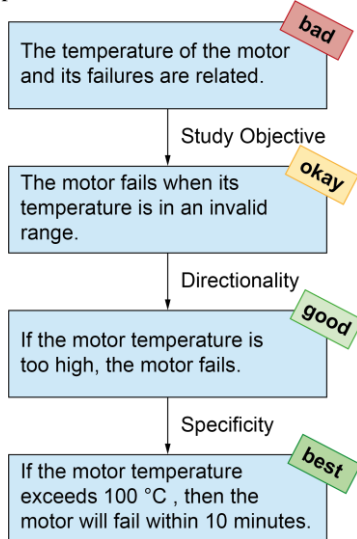 bad
The temperature of the motor
and its failures are related.
Study Objective
okay
The motor fails when its
temperature is in an invalid
range.
Directionality
good
If the motor temperature is
too high, the motor fails.
Specificity
best
If the motor temperature
exceeds 100 °C , then the
motor will fail within 10 minutes.